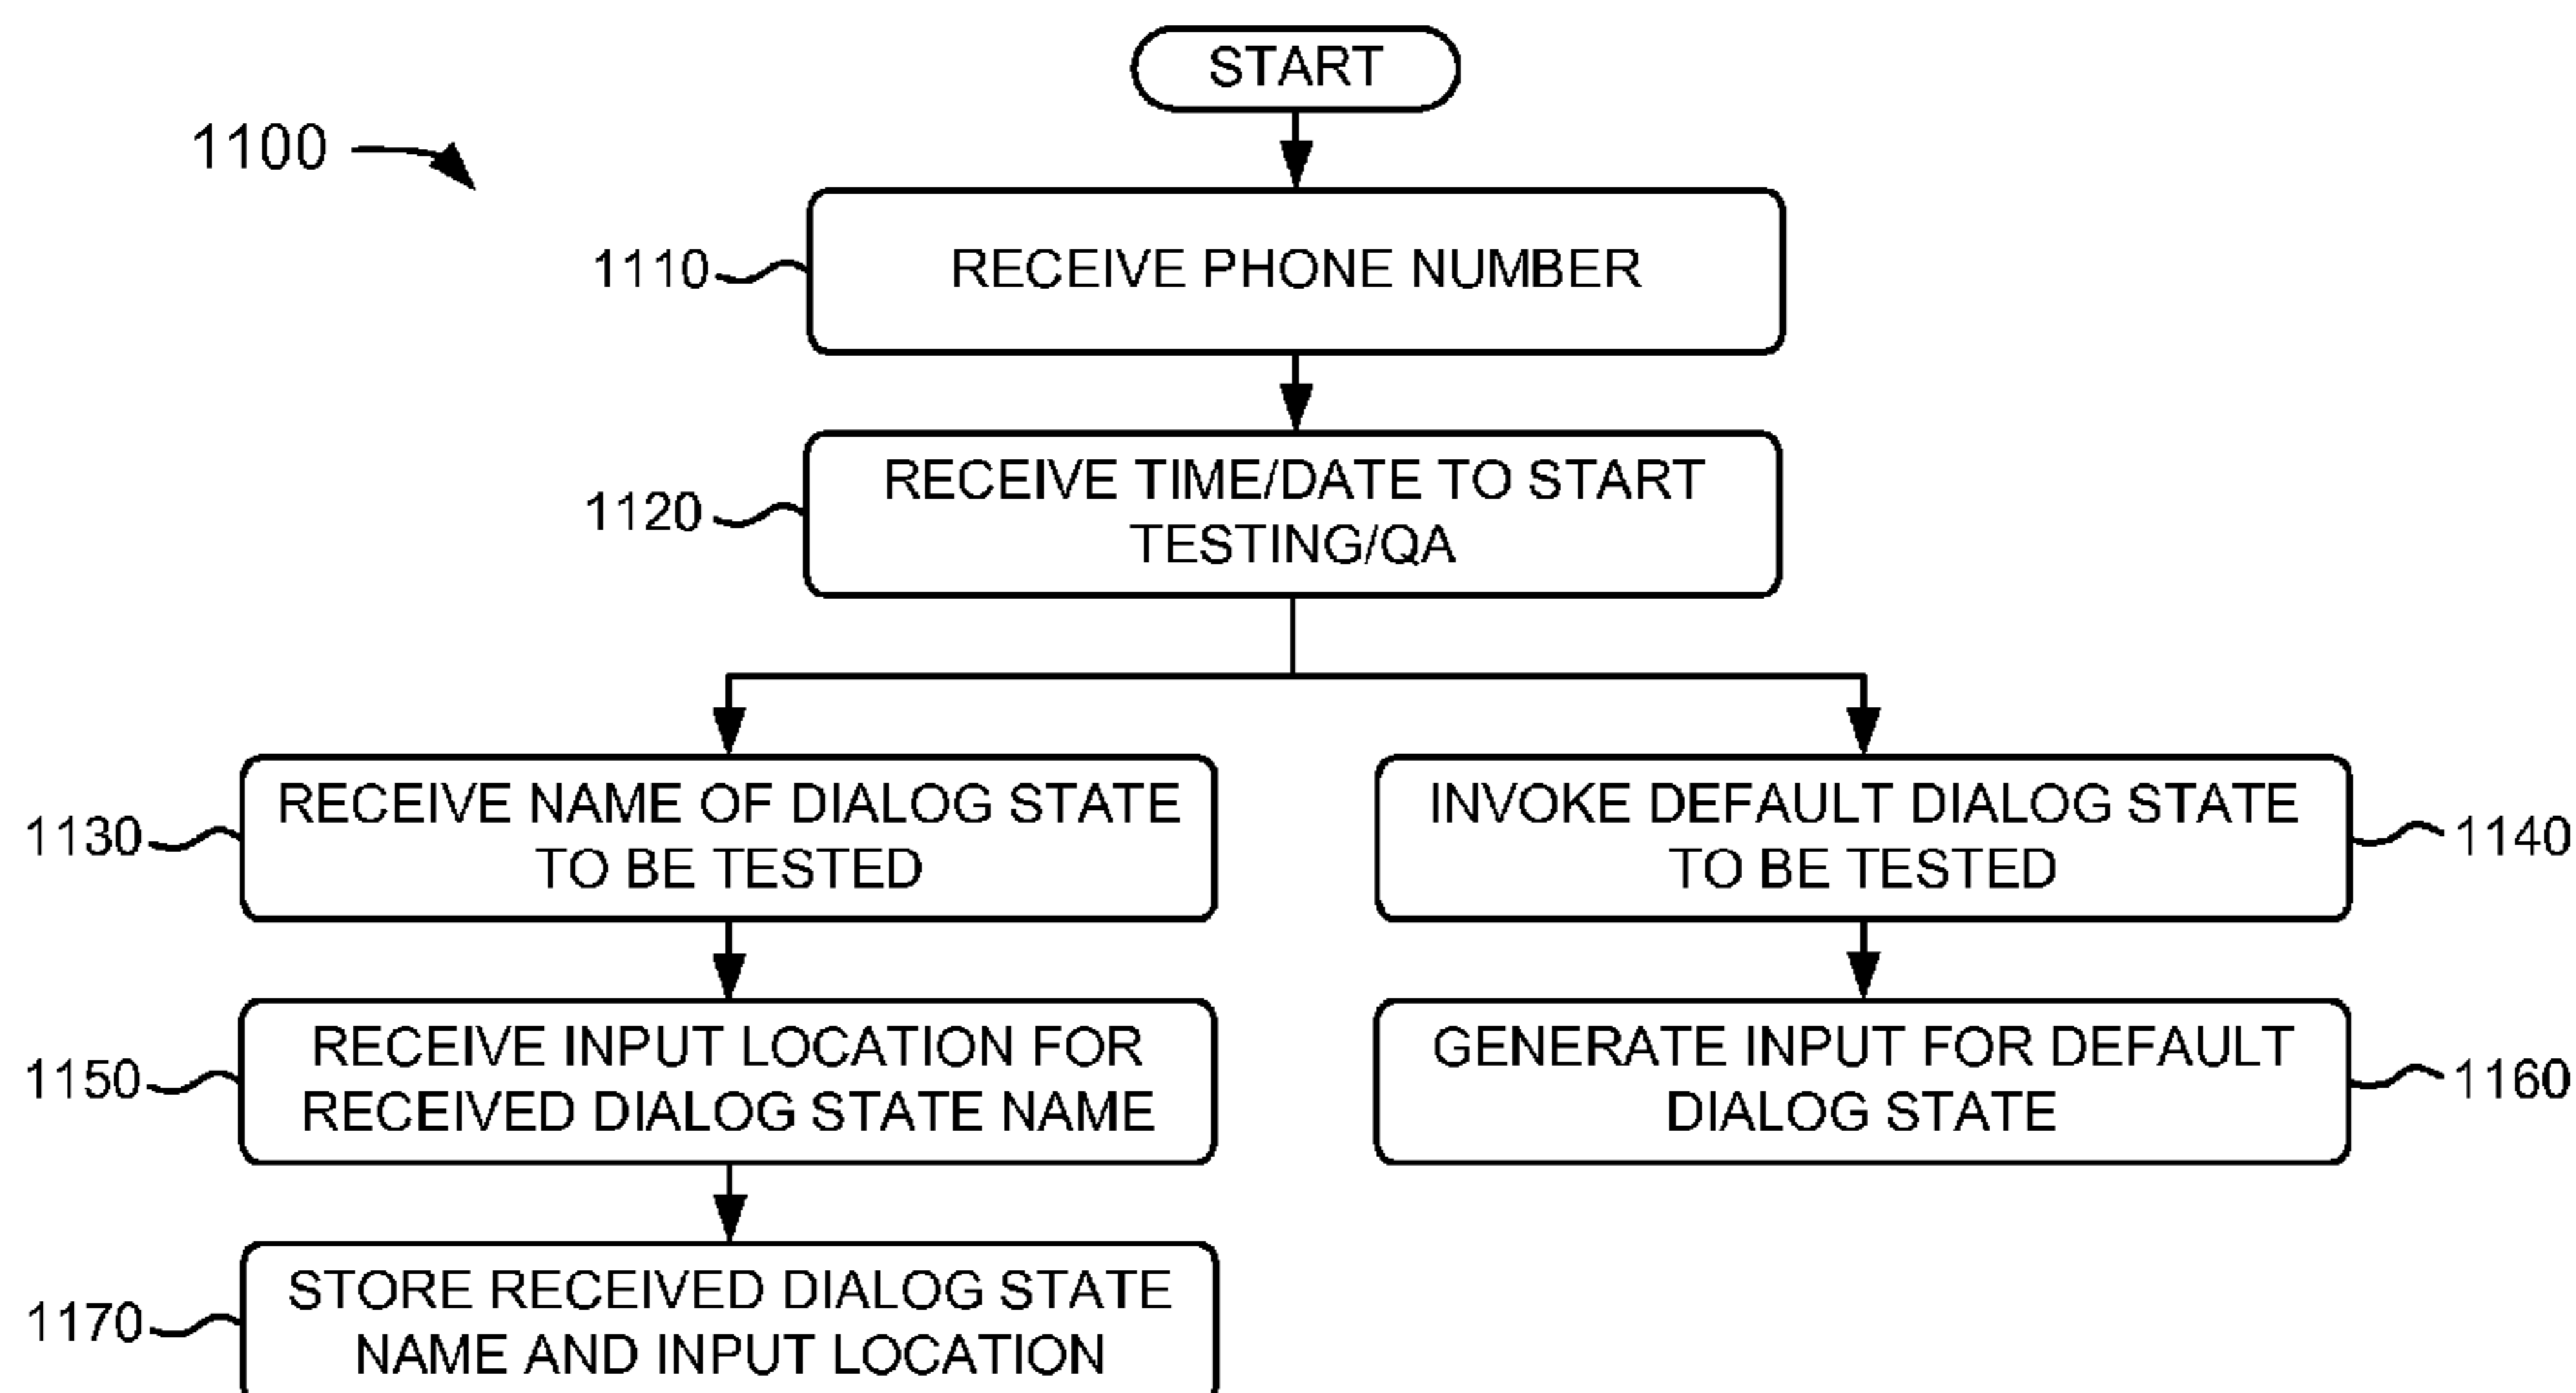 START
1100
1110
RECEIVE PHONE NUMBER
1120
RECEIVE TIME/DATE TO START
TESTING/QA
1130
RECEIVE NAME OF DIALOG STATE
TO BE TESTED
INVOKE DEFAULT DIALOG STATE
TO BE TESTED
1140
1150
RECEIVE INPUT LOCATION FOR
RECEIVED DIALOG STATE NAME
GENERATE INPUT FOR DEFAULT
DIALOG STATE
1160
1170
STORE RECEIVED DIALOG STATE
NAME AND INPUT LOCATION